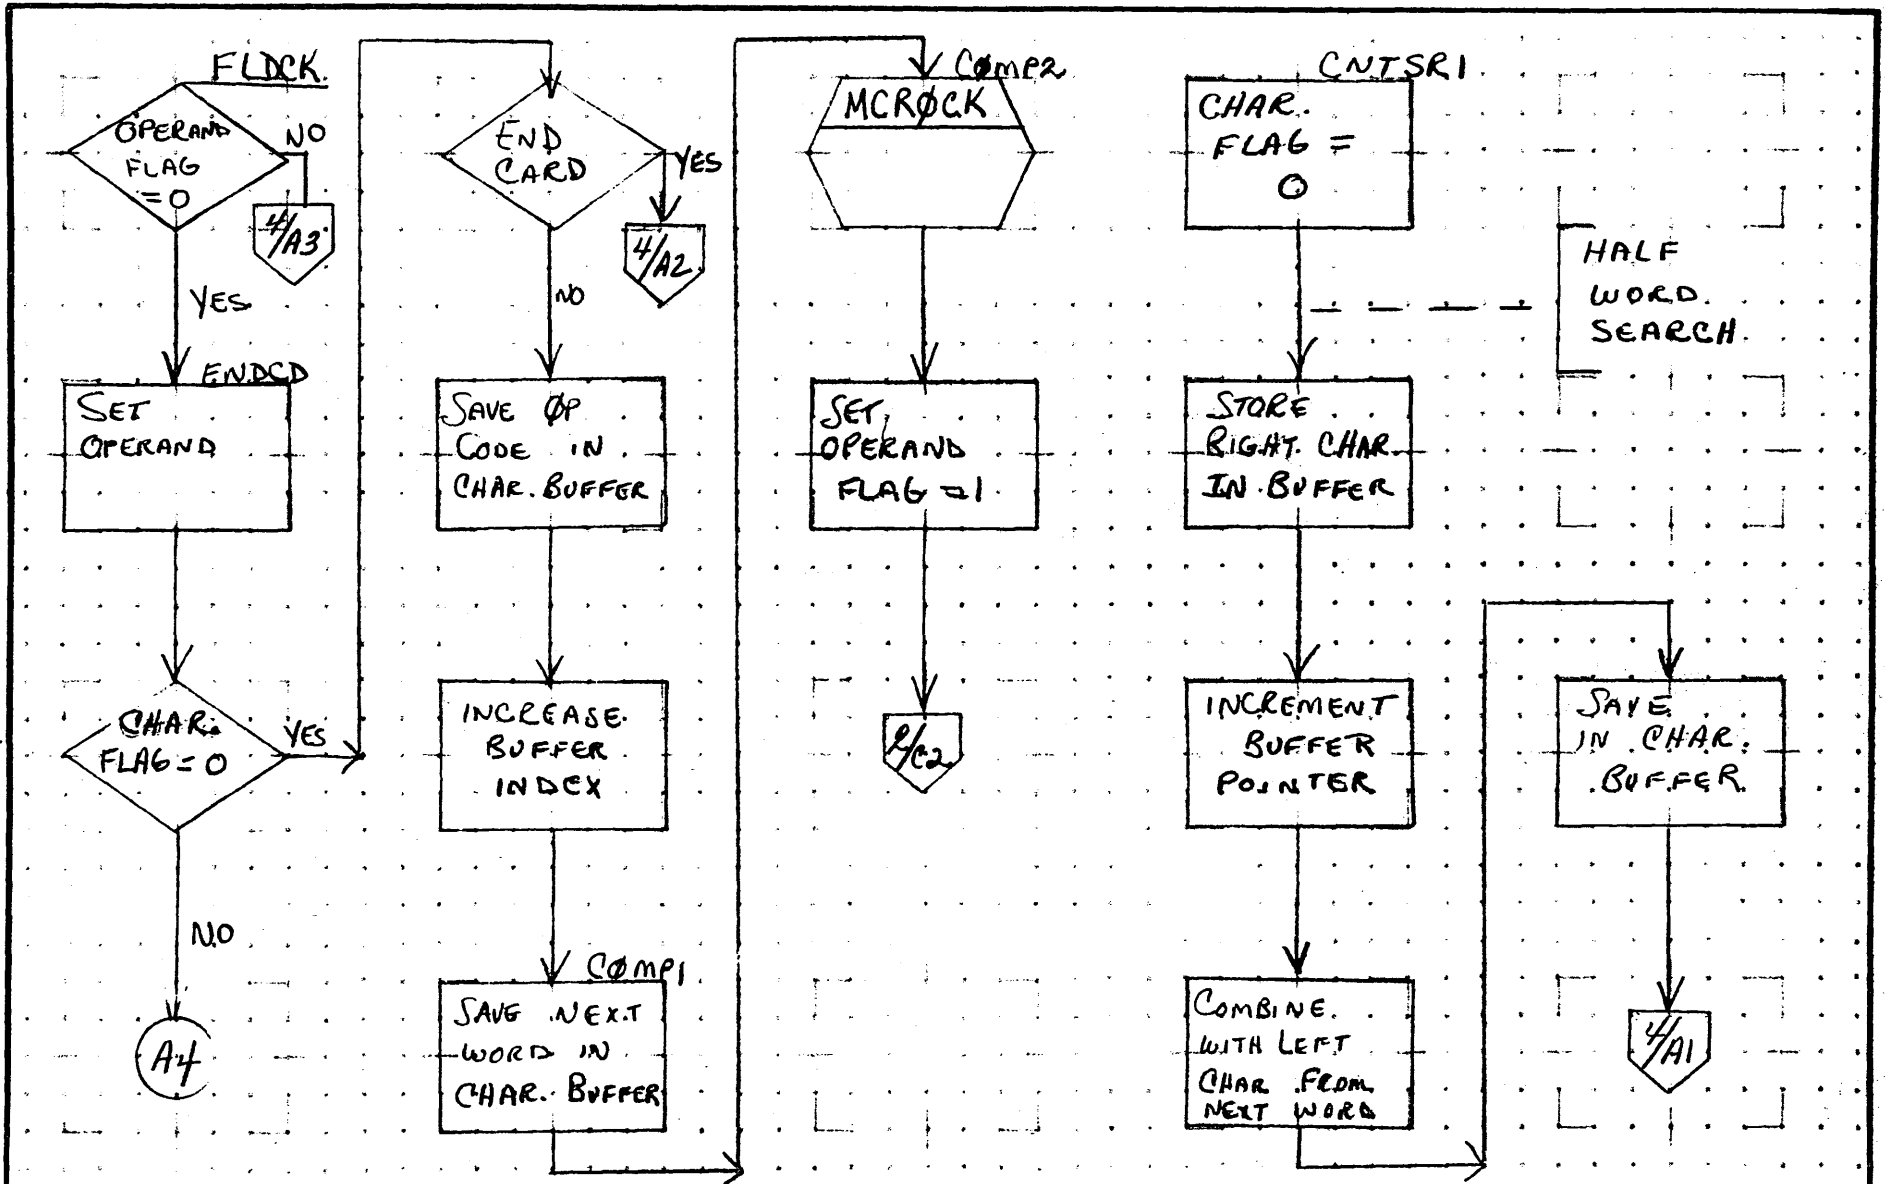 FLDCK
OPERAND
FLAG
= 0
NO
4/A3
YES
ENDCD
SET
OPERAND
CHAR.
FLAG = 0
YES
NO
A4
END
CARD
YES
4/A2
NO
SAVE ØP
CODE IN
CHAR. BUFFER
INCREASE
BUFFER
INDEX
CØMP1
SAVE NEXT
WORD IN
CHAR. BUFFER
CØMP2
MCRØCK
SET
OPERAND
FLAG = 1
2/C2
CNTSR1
CHAR.
FLAG =
0
HALF
WORD
SEARCH
STORE
RIGHT CHAR
IN BUFFER
INCREMENT
BUFFER
POINTER
COMBINE
WITH LEFT
CHAR FROM
NEXT WORD
SAVE
IN CHAR.
BUFFER
4/A1